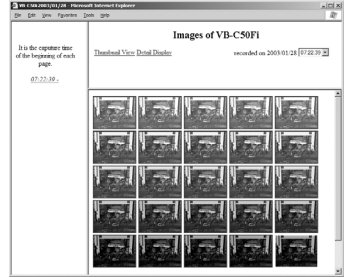 VB-C50i:2003/01/28 - Microsoft Internet Explorer
File Edit View Favorites Tools Help
It is the capture time
of the beginning of each
page.
07:22:39 -
Images of VB-C50Fi
Thumbnail View Detail Display
recorded on 2003/01/28 07:22:39